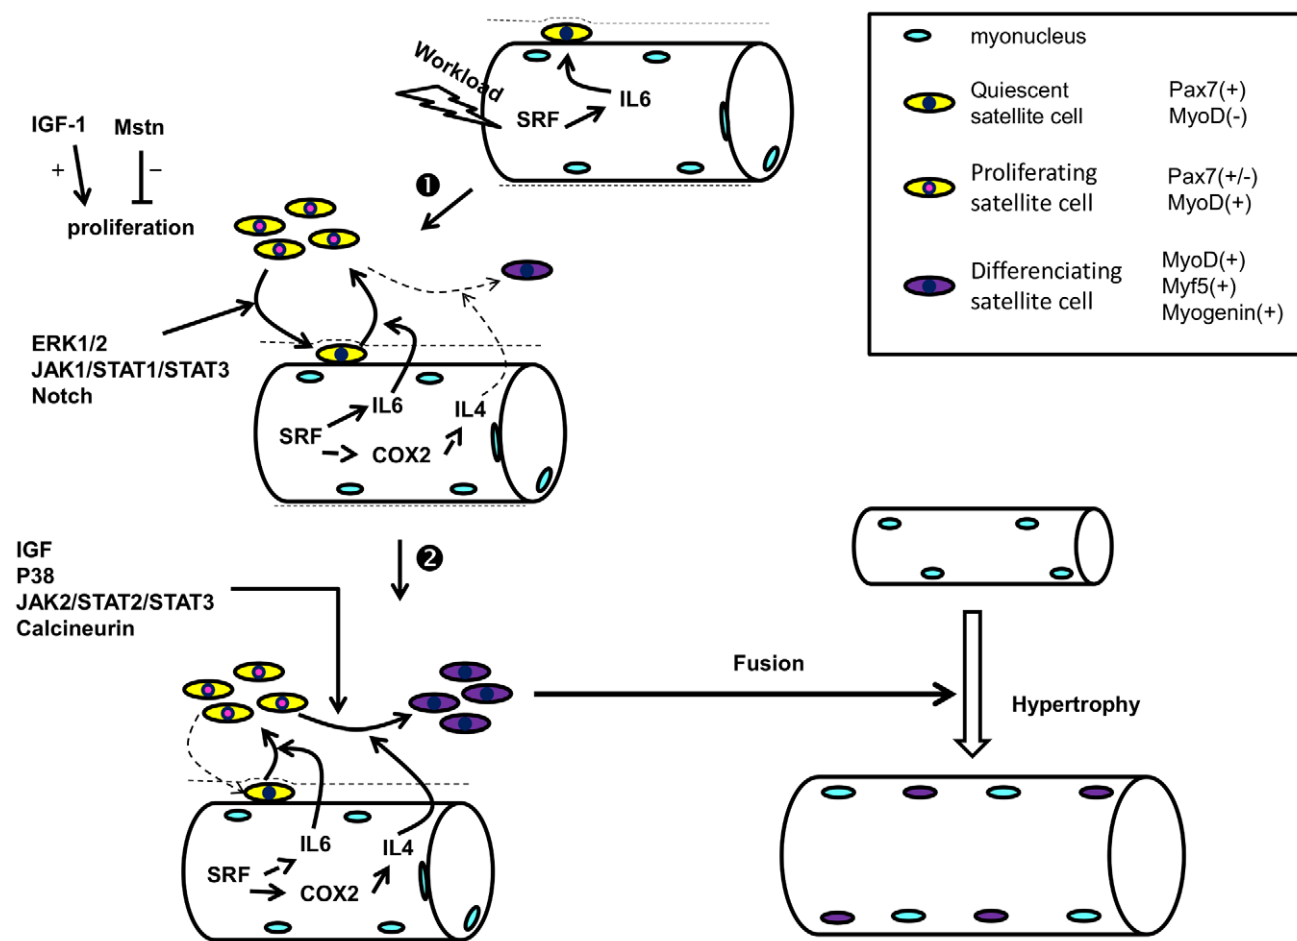 Workload
SRF
IL6
myonucleus
Quiescent
satellite cell
Pax7(+)
MyoD(-)
Proliferating
satellite cell
Pax7(+/-)
MyoD(+)
Differenciating
satellite cell
MyoD(+)
Myf5(+)
Myogenin(+)
IGF-1
Mstn
+
−
proliferation
❶
ERK1/2
JAK1/STAT1/STAT3
Notch
IL6
IL4
SRF
COX2
❷
IGF
P38
JAK2/STAT2/STAT3
Calcineurin
Fusion
Hypertrophy
IL6
IL4
SRF
COX2